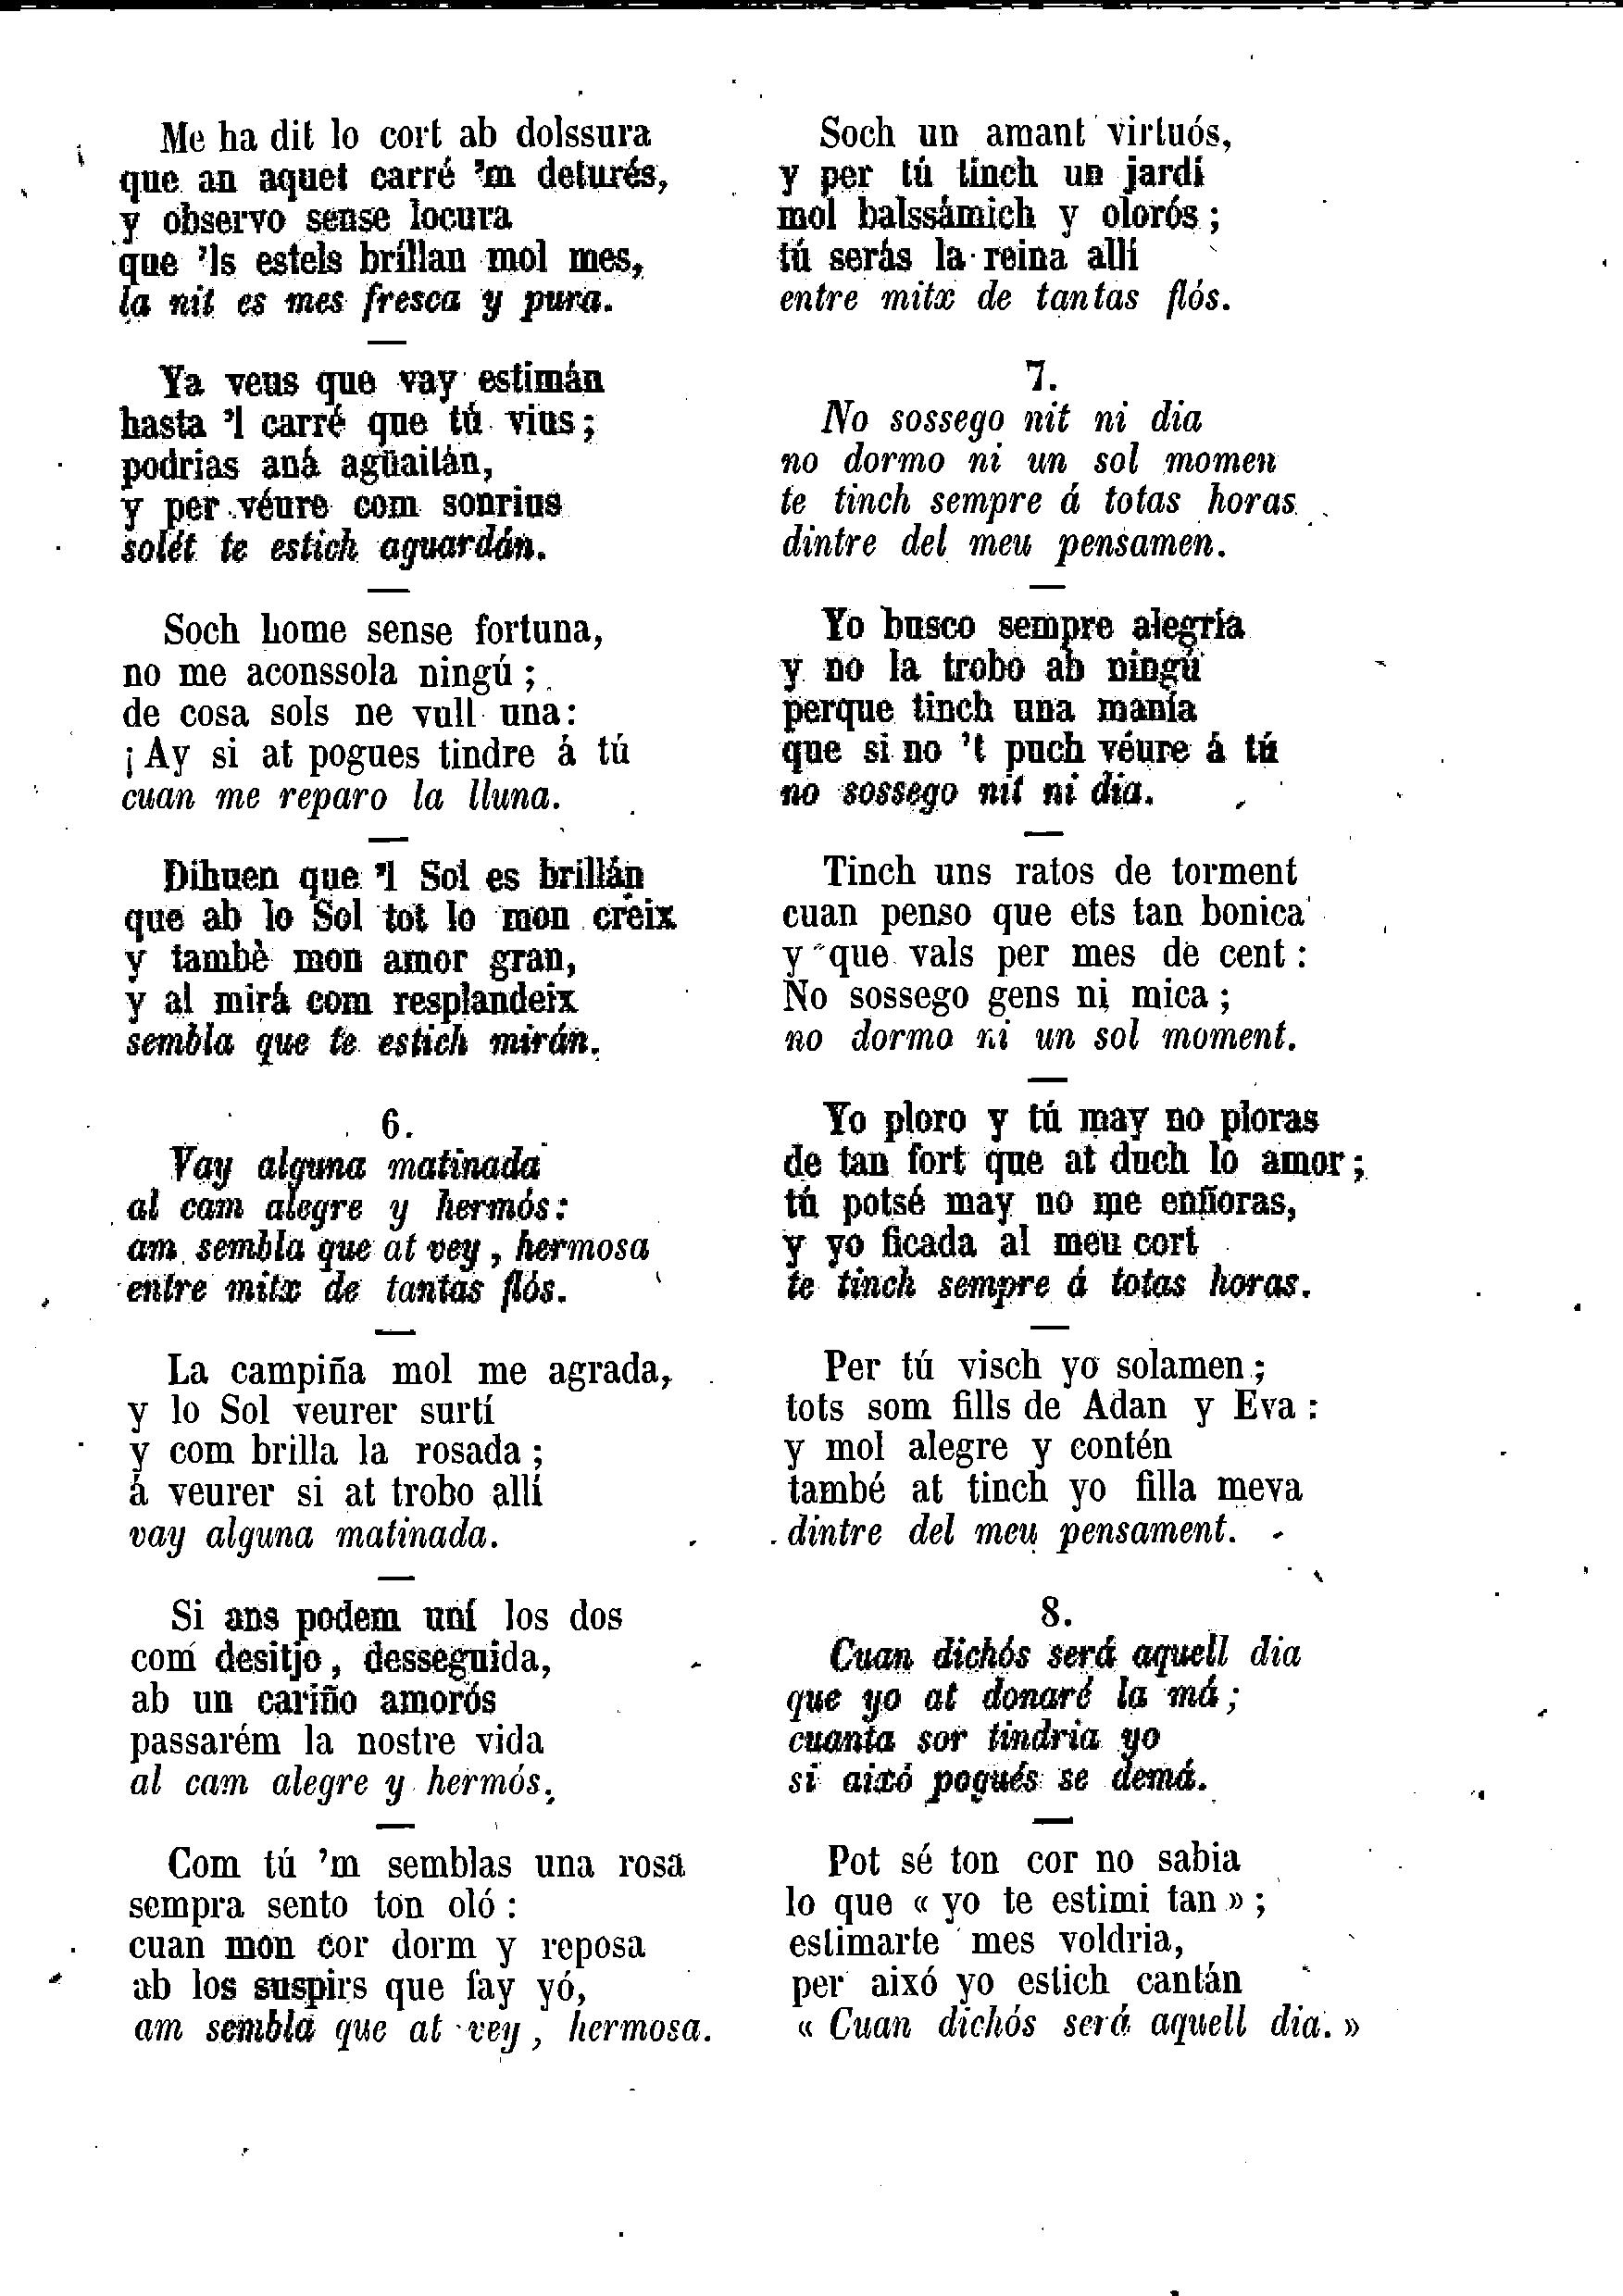 Me ha dit lo cort ab dolssura
que an aquet carré 'm deturés,
y observo sense locura
que 'ls estels bríllan mol mes,
la nit es mes fresca y pura.
Ya veus que vay estimán
hasta 'l carré que tú vius;
podrias aná agüailán,
y per véure com sonrius
solét te estich aguardán.
Soch home sense fortuna,
no me aconssola ningú;
de cosa sols ne vull una:
¡Ay si at pogues tindre á tú
cuan me reparo la lluna.
Dihuen que 'l Sol es brillán
que ab lo Sol tot lo mon creix
y tambè mon amor gran,
y al mirá com resplandeix
sembla que te estich mirán.
6.
Vay alguna matinada
al cam alegre y hermós:
am sembla que at vey, hermosa
entre mitx de tantas flós.
La campiña mol me agrada,
y lo Sol veurer surtí
y com brilla la rosada;
á veurer si at trobo allí
vay alguna matinada.
Si ans podem uní los dos
com desitjo, desseguida,
ab un cariño amorós
passarém la nostre vida
al cam alegre y hermós.
Com tú 'm semblas una rosa
sempra sento ton oló:
cuan mon cor dorm y reposa
ab los suspirs que fay yó,
am sembla que at vey, hermosa.
Soch un amant virtuós,
y per tú tinch un jardí
mol balssámich y olorós;
tú serás la reina allí
entre mitx de tantas flós.
7.
No sossego nit ni dia
no dormo ni un sol momen
te tinch sempre á totas horas
dintre del meu pensamen.
Yo busco sempre alegría
y no la trobo ab ningú
perque tinch una manía
que si no 't puch véure á tú
no sossego nit ni dia.
Tinch uns ratos de torment
cuan penso que ets tan bonica
y que vals per mes de cent:
No sossego gens ni mica;
no dormo ni un sol moment.
Yo ploro y tú may no ploras
de tan fort que at duch lo amor;
tú potsé may no me enñoras,
y yo ficada al meu cort
te tinch sempre á totas horas.
Per tú visch yo solamen;
tots som fills de Adan y Eva:
y mol alegre y contén
també at tinch yo filla meva
dintre del meu pensament.
8.
Cuan dichós será aquell dia
que yo at donaré la má;
cuanta sor tindria yo
si aixó pogués se demá.
Pot sé ton cor no sabia
lo que « yo te estimi tan »;
estimarte mes voldria,
per aixó yo estich cantán
« Cuan dichós será aquell dia. »